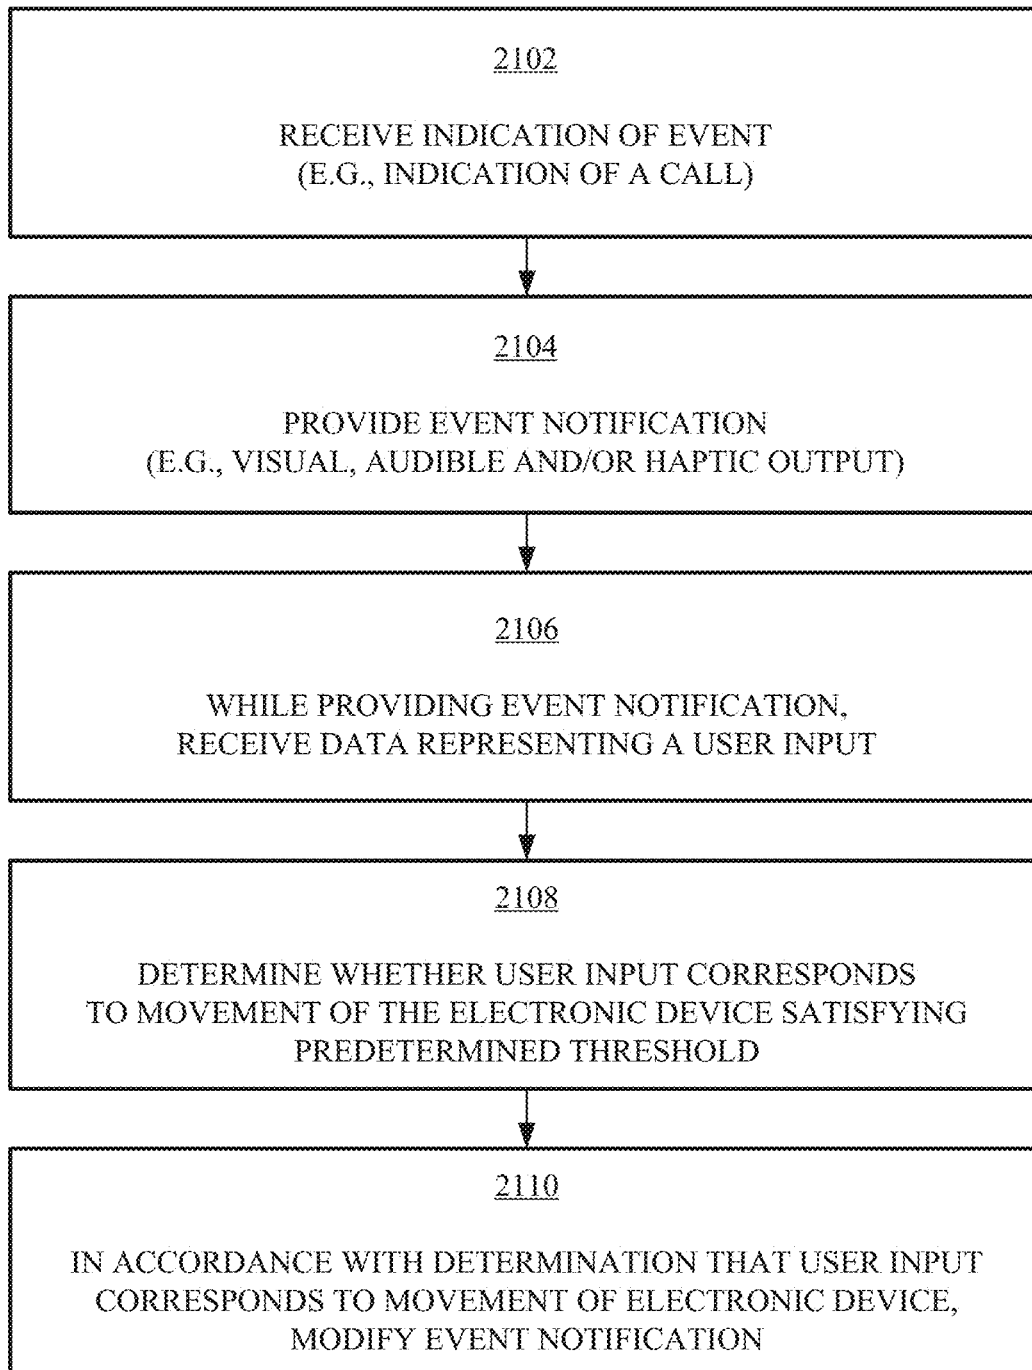 2102
RECEIVE INDICATION OF EVENT
(E.G., INDICATION OF A CALL)
2104
PROVIDE EVENT NOTIFICATION
(E.G., VISUAL, AUDIBLE AND/OR HAPTIC OUTPUT)
2106
WHILE PROVIDING EVENT NOTIFICATION,
RECEIVE DATA REPRESENTING A USER INPUT
2108
DETERMINE WHETHER USER INPUT CORRESPONDS
TO MOVEMENT OF THE ELECTRONIC DEVICE SATISFYING
PREDETERMINED THRESHOLD
2110
IN ACCORDANCE WITH DETERMINATION THAT USER INPUT
CORRESPONDS TO MOVEMENT OF ELECTRONIC DEVICE,
MODIFY EVENT NOTIFICATION